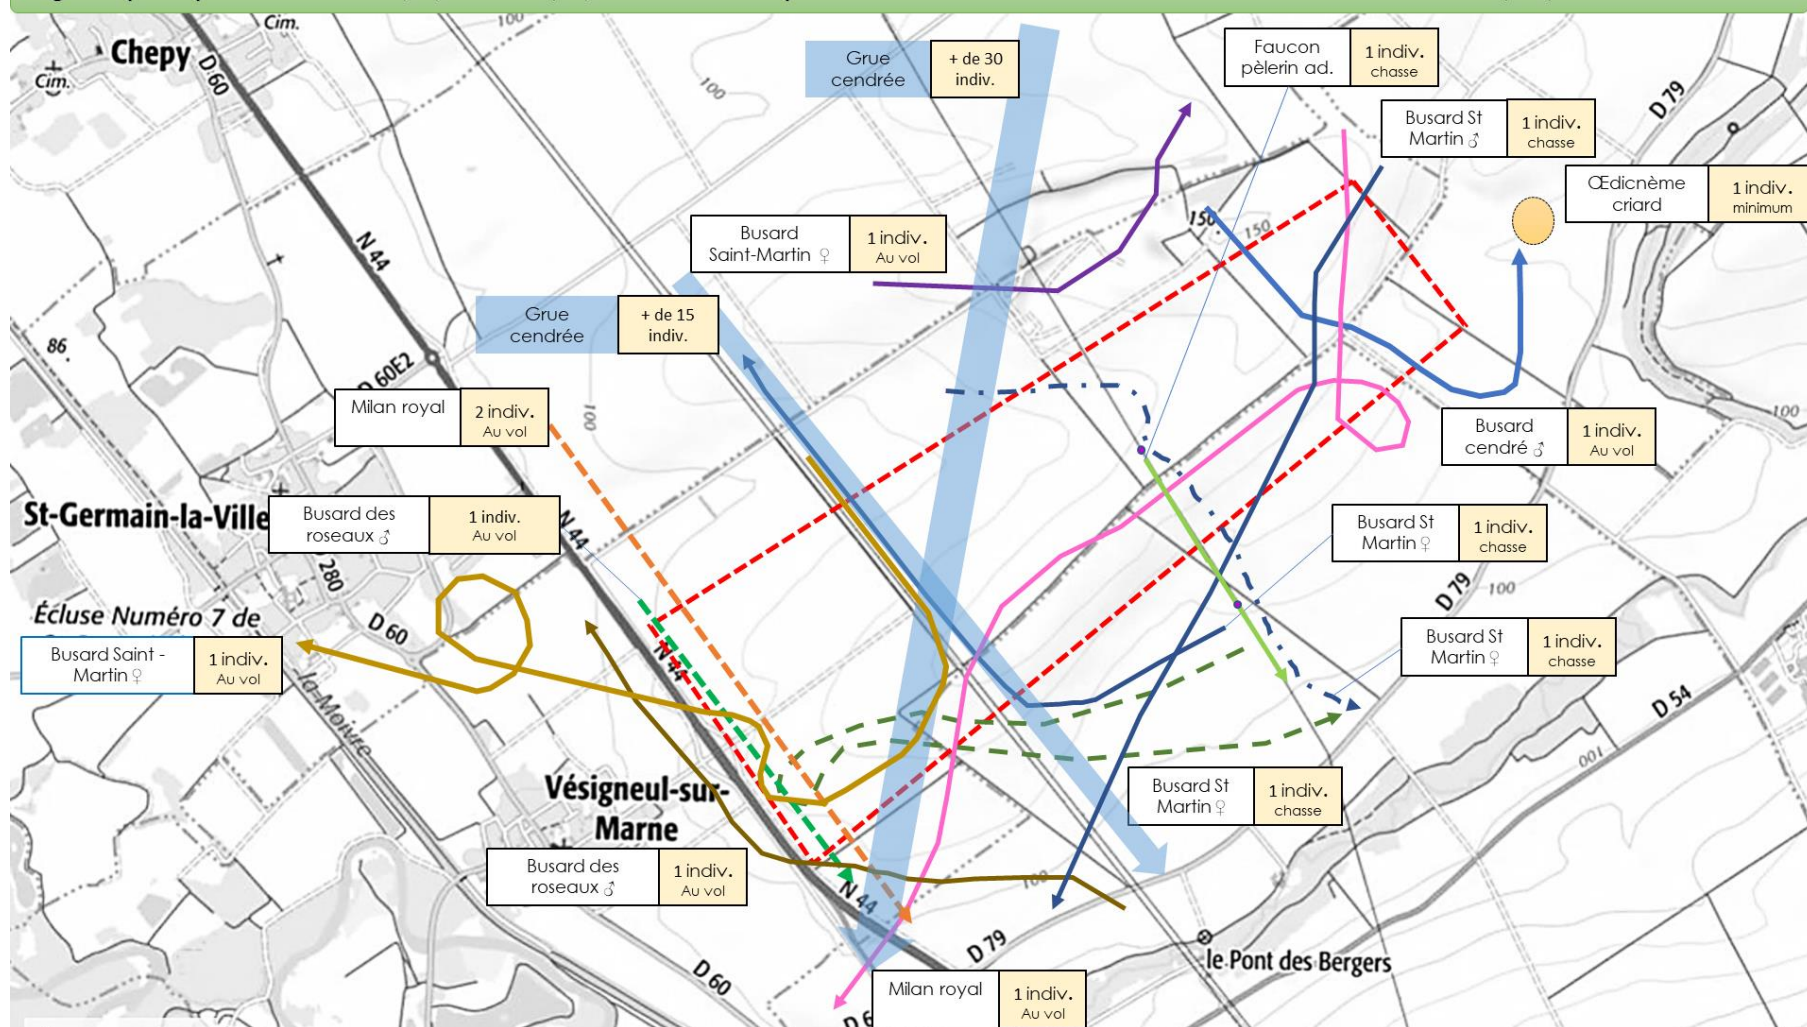 Cim.
Chepy
Cim.
D 60
100
Grue
cendrée
+ de 30
indiv.
Faucon
pèlerin ad.
1 indiv.
chasse
D 79
Busard St
Martin ♂
1 indiv.
chasse
Œdicnème
criard
1 indiv.
minimum
150
150
N 44
Busard
Saint-Martin ♀
1 indiv.
Au vol
Grue
cendrée
+ de 15
indiv.
86
D 60E2
100
Milan royal
2 indiv.
Au vol
Busard
cendré ♂
1 indiv.
Au vol
100
St-Germain-la-Ville
Busard des
roseaux ♂
1 indiv.
Au vol
N 44
Busard St
Martin ♀
1 indiv.
chasse
280
D 79
100
Écluse Numéro 7 de
D 60
Busard Saint -
Martin ♀
1 indiv.
Au vol
N 44
Busard St
Martin ♀
1 indiv.
chasse
la Moivre
D 54
100
Vésigneul-sur-
Marne
Busard St
Martin ♀
1 indiv.
chasse
Busard des
roseaux ♂
1 indiv.
Au vol
100
N 44
D 79
le Pont des Bergers
D 60
Milan royal
1 indiv.
Au vol
D 6